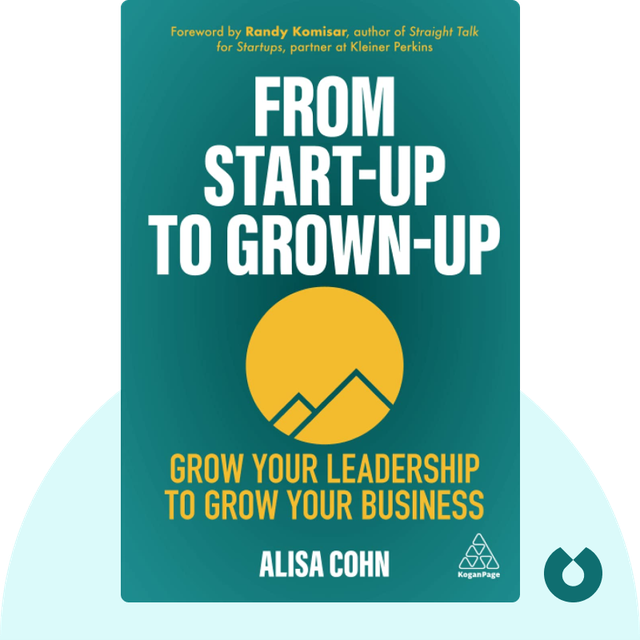 Foreword by Randy Komisar, author of Straight Talk
for Startups, partner at Kleiner Perkins
FROM
START-UP
TO GROWN-UP
GROW YOUR LEADERSHIP
TO GROW YOUR BUSINESS
ALISA COHN
KoganPage